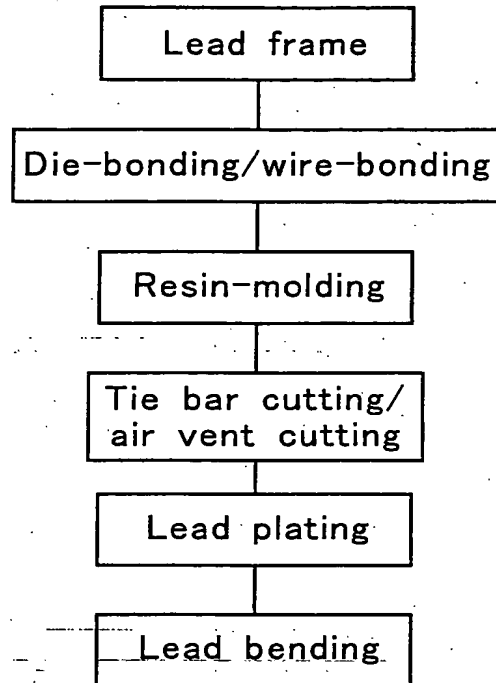 Lead frame
Die-bonding/wire-bonding
Resin-molding
Tie bar cutting/
air vent cutting
Lead plating
Lead bending